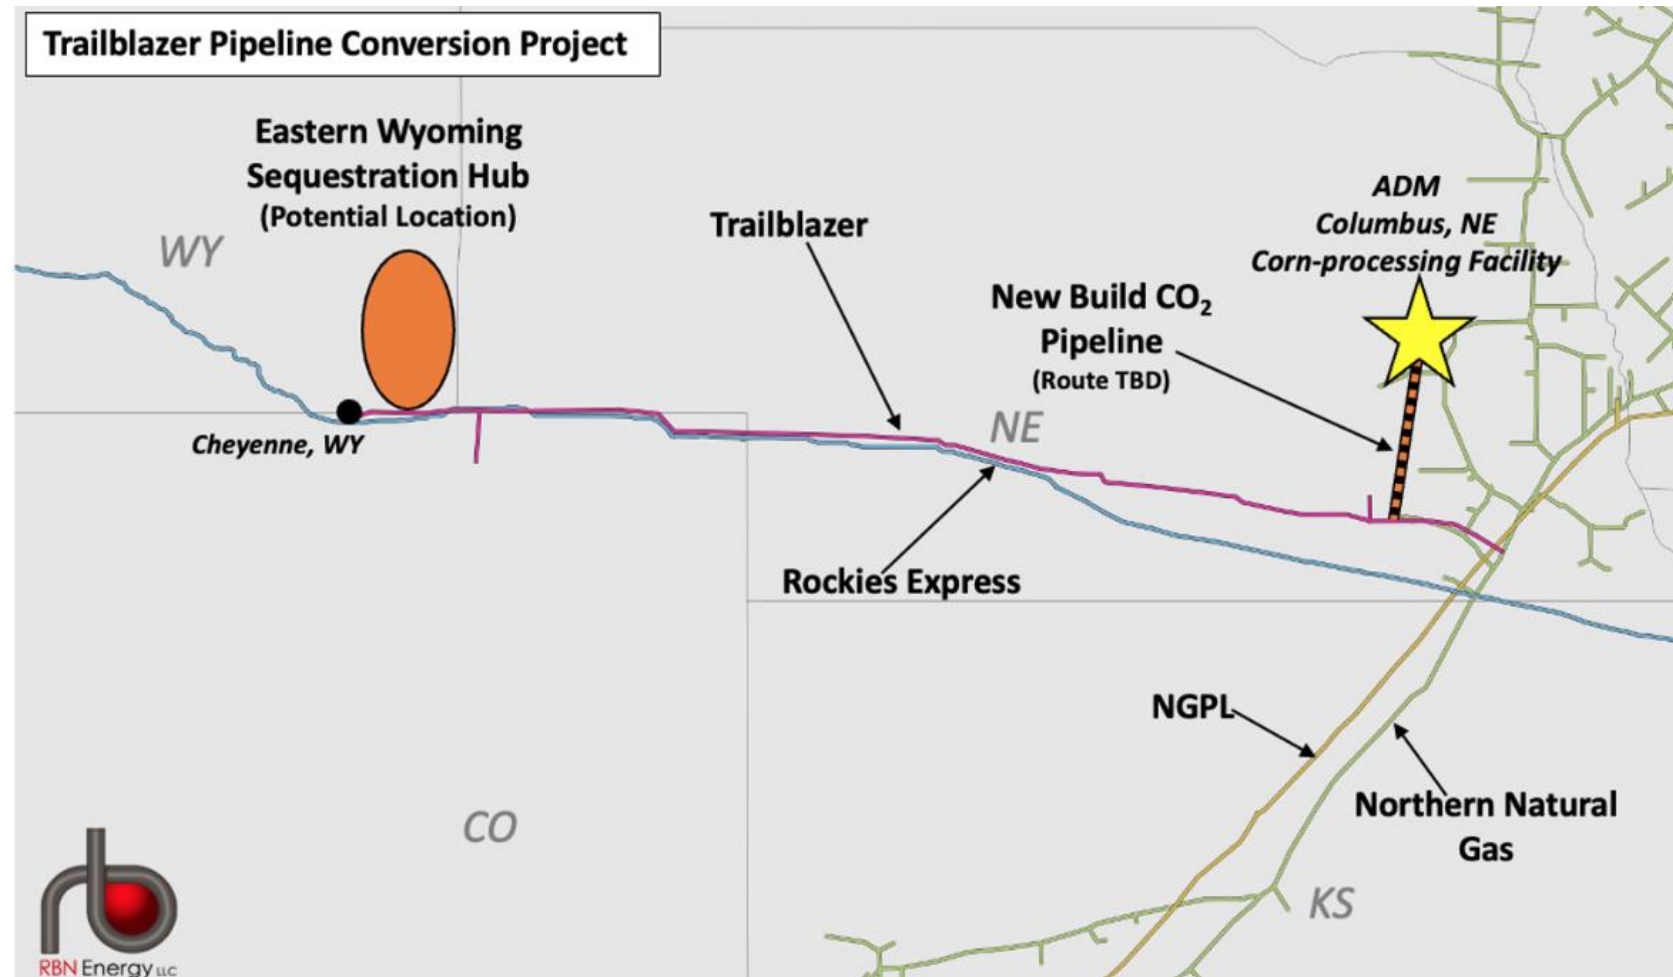 Trailblazer Pipeline Conversion Project
Eastern Wyoming
Sequestration Hub
(Potential Location)
WY
Trailblazer
ADM
Columbus, NE
Corn-processing Facility
New Build CO₂
Pipeline
(Route TBD)
NE
Cheyenne, WY
Rockies Express
NGPL
Northern Natural
Gas
CO
KS
RBN Energy LLC